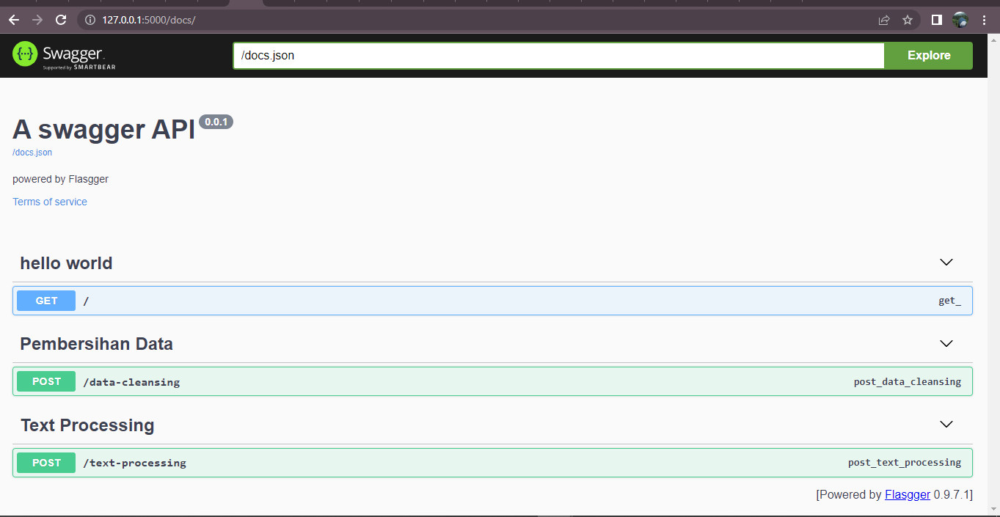 127.0.0.1:5000/docs/
Swagger.
Supported by SMARTBEAR
/docs.json
Explore
A swagger API 0.0.1
/docs.json
powered by Flasgger
Terms of service
hello world
GET / get_
Pembersihan Data
POST /data-cleansing post_data_cleansing
Text Processing
POST /text-processing post_text_processing
[Powered by Flasgger 0.9.7.1]